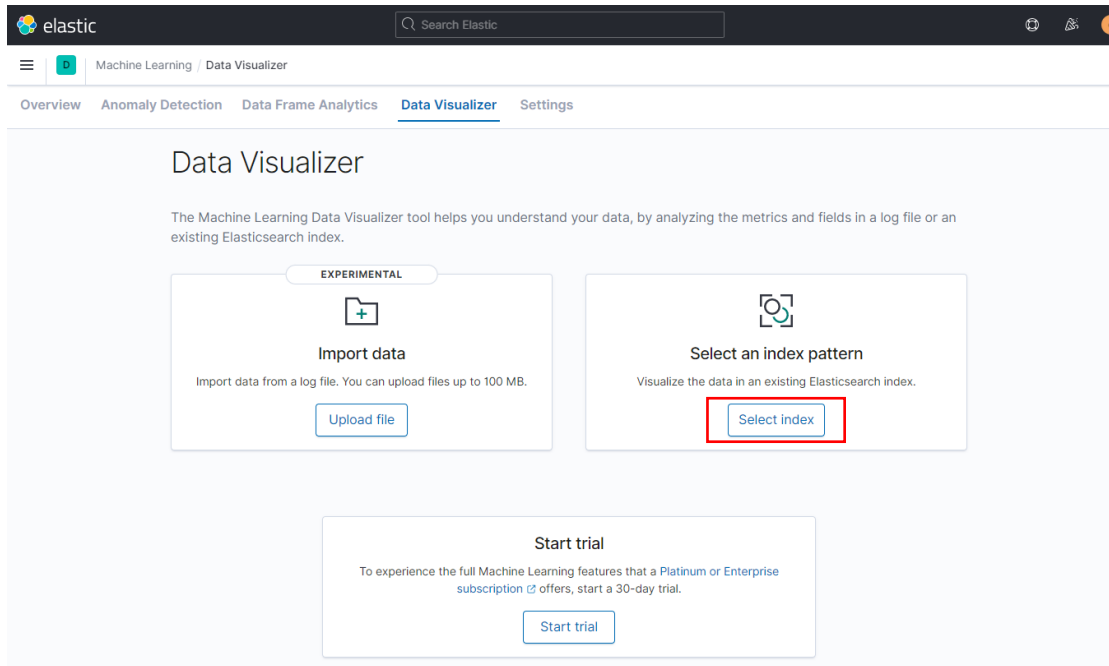 elastic
Search Elastic
D
Machine Learning / Data Visualizer
Overview Anomaly Detection Data Frame Analytics Data Visualizer Settings
Data Visualizer
The Machine Learning Data Visualizer tool helps you understand your data, by analyzing the metrics and fields in a log file or an
existing Elasticsearch index.
EXPERIMENTAL
Import data
Import data from a log file. You can upload files up to 100 MB.
Upload file
Select an index pattern
Visualize the data in an existing Elasticsearch index.
Select index
Start trial
To experience the full Machine Learning features that a Platinum or Enterprise
subscription offers, start a 30-day trial.
Start trial